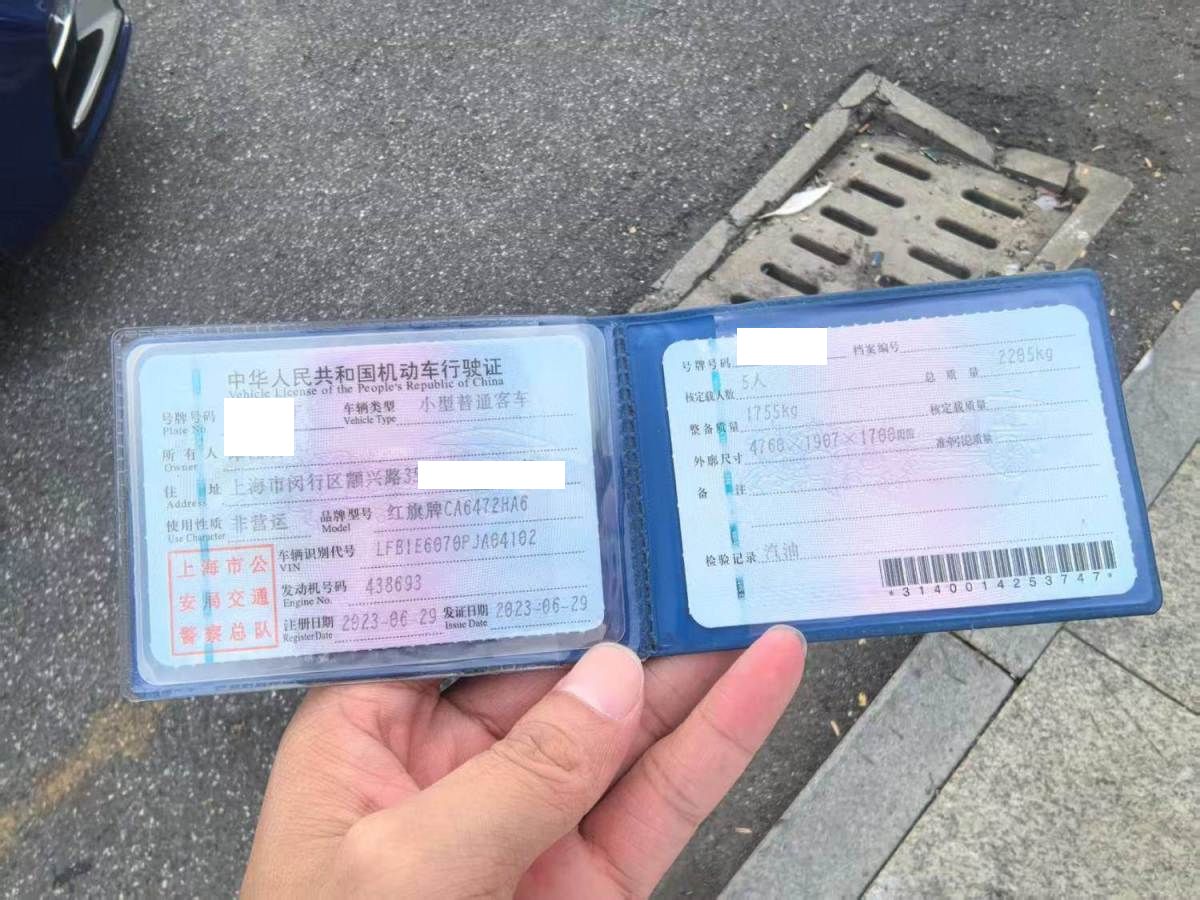 中华人民共和国机动车行驶证
Vehicle License of the People's Republic of China
号牌号码
Plate No
车辆类型 小型普通客车
Vehicle Type
所有人
Owner
住址 上海市闵行区颛兴路35
Address
使用性质 非营运 品牌型号 红旗牌CA6472HA6
Use Character Model
上海市公
安局交通
警察总队
车辆识别代号 LFB1E6070PJA04102
VIN
发动机号码 438693
Engine No.
注册日期 2023-06-29 发证日期 2023-06-29
Register Date Issue Date
号牌号码 档案编号
核定载人数 5人 总质量 2205kg
整备质量 1755kg 核定载质量
外廓尺寸 4760×1907×1700mm 准牵引总质量
备注
检验记录 汽油
*3140014253747*